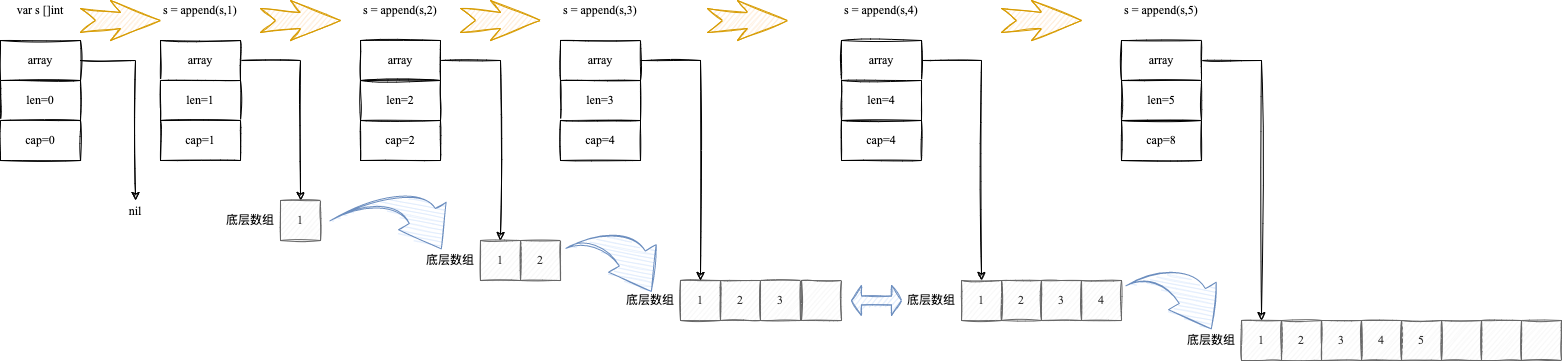 var s []int
s = append(s,1)
s = append(s,2)
s = append(s,3)
s = append(s,4)
s = append(s,5)
array
array
array
array
array
array
len=0
len=1
len=2
len=3
len=4
len=5
cap=0
cap=1
cap=2
cap=4
cap=4
cap=8
nil
底层数组
1
底层数组
1 2
底层数组
1 2 3
底层数组
1 2 3 4
底层数组
1 2 3 4 5